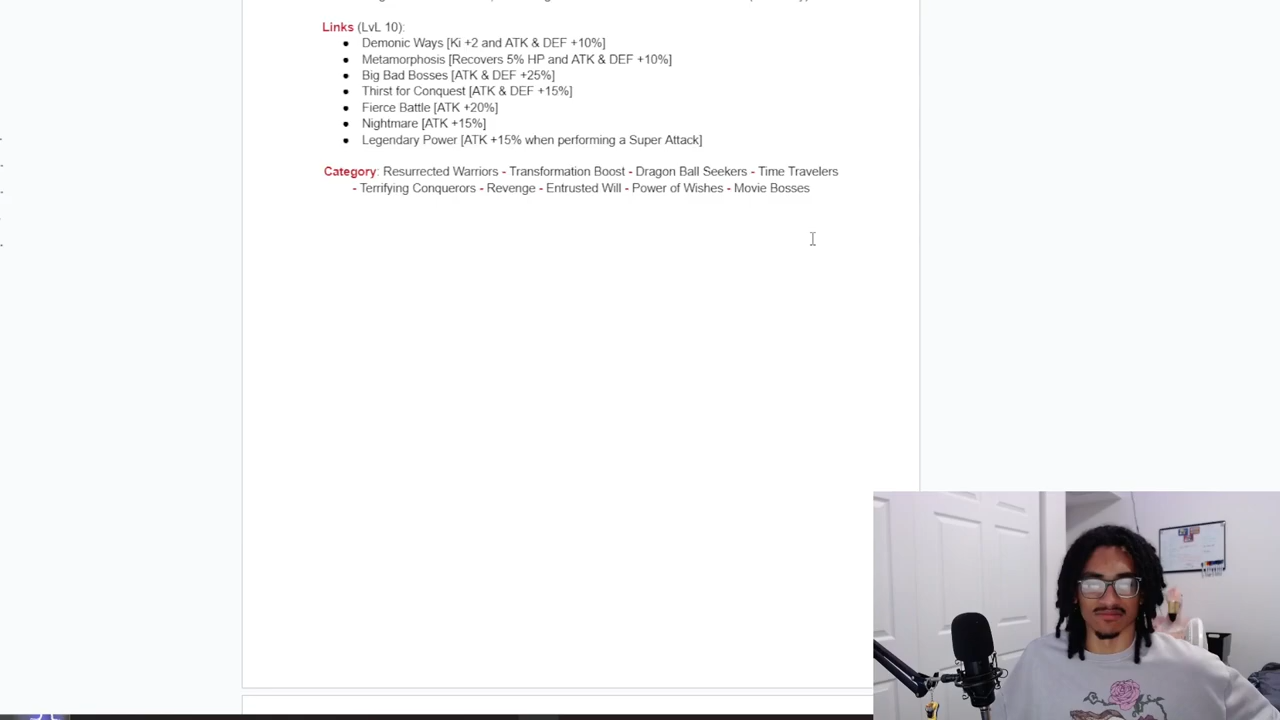 Links (LvL 10):
● Demonic Ways [Ki +2 and ATK & DEF +10%]
● Metamorphosis [Recovers 5% HP and ATK & DEF +10%]
● Big Bad Bosses [ATK & DEF +25%]
● Thirst for Conquest [ATK & DEF +15%]
● Fierce Battle [ATK +20%]
● Nightmare [ATK +15%]
● Legendary Power [ATK +15% when performing a Super Attack]
Category: Resurrected Warriors - Transformation Boost - Dragon Ball Seekers - Time Travelers
- Terrifying Conquerors - Revenge - Entrusted Will - Power of Wishes - Movie Bosses